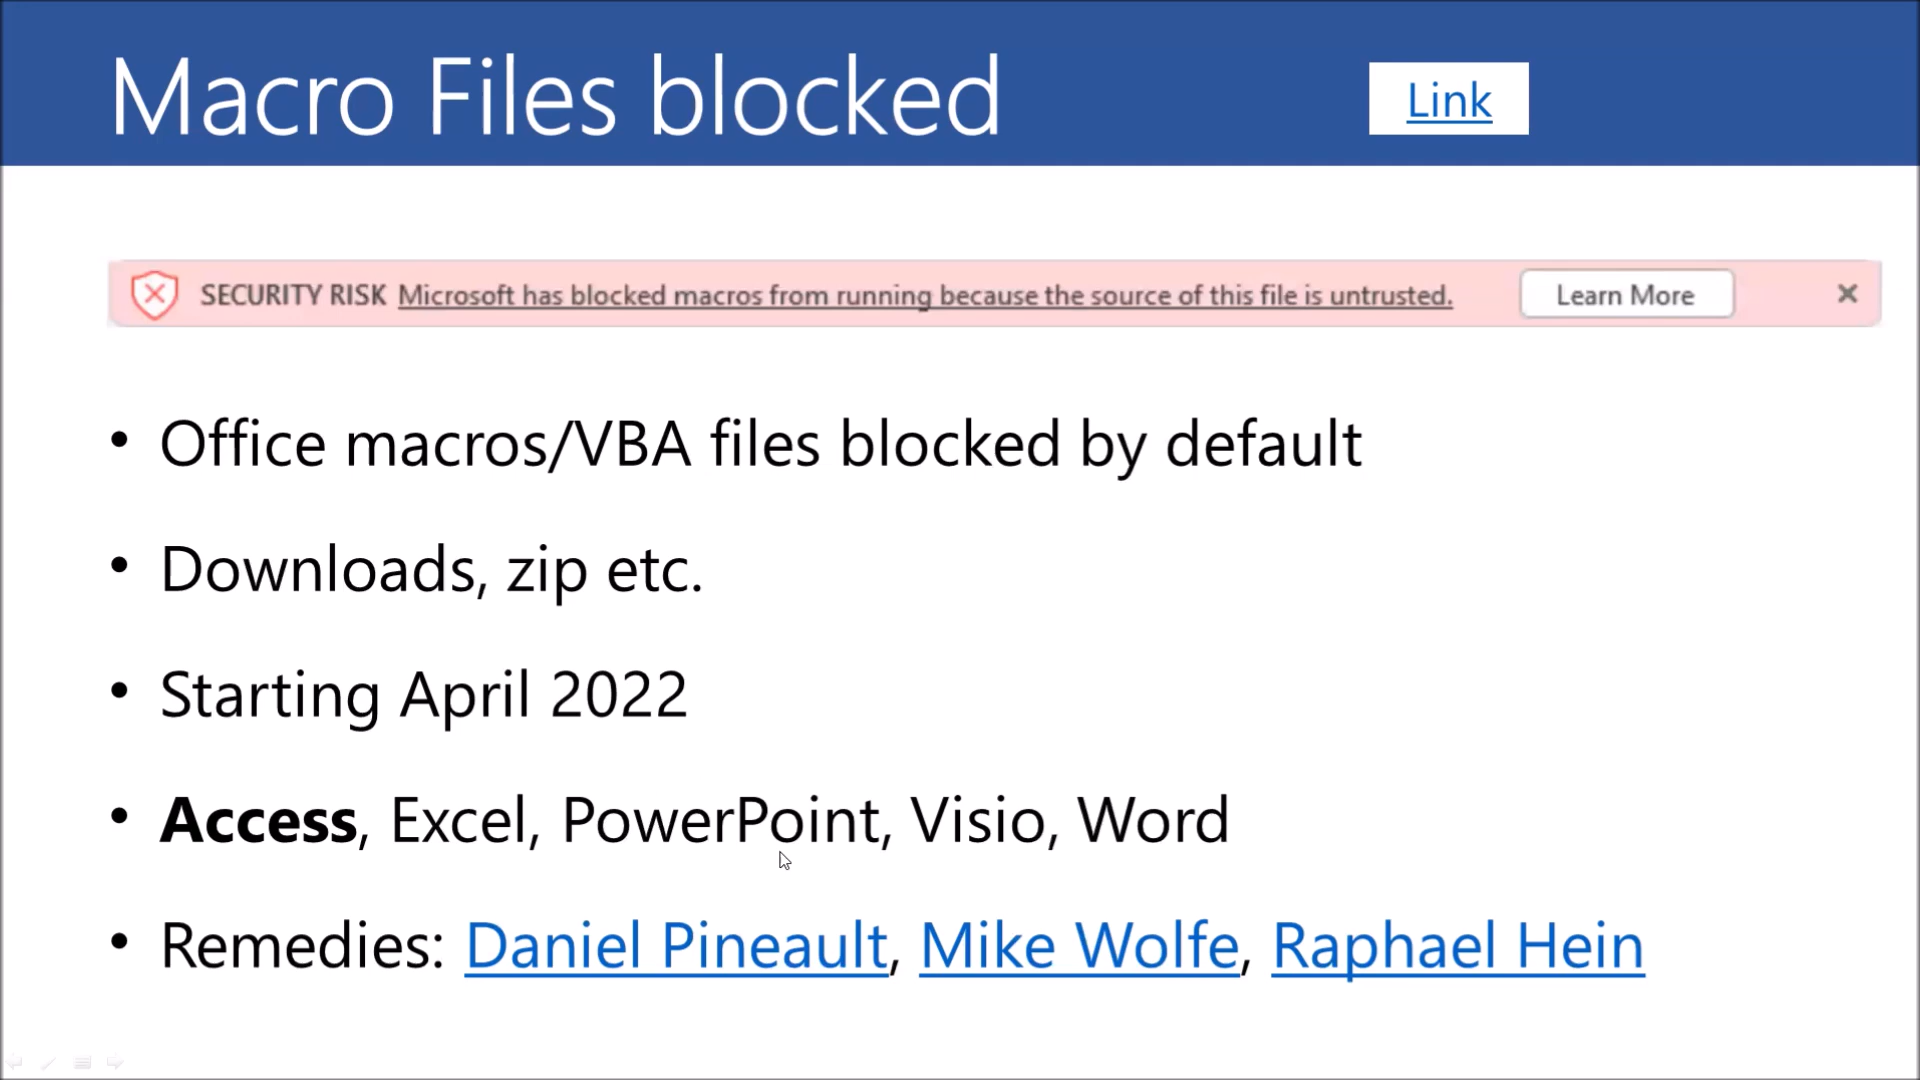 Macro Files blocked
Link
SECURITY RISK Microsoft has blocked macros from running because the source of this file is untrusted. Learn More
• Office macros/VBA files blocked by default
• Downloads, zip etc.
• Starting April 2022
• Access, Excel, PowerPoint, Visio, Word
• Remedies: Daniel Pineault, Mike Wolfe, Raphael Hein